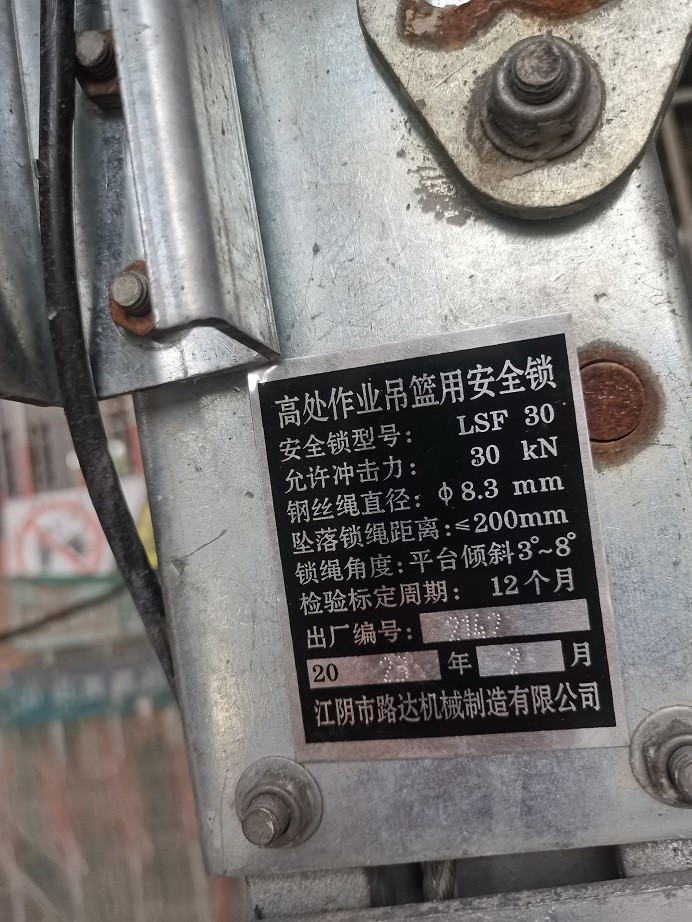 高处作业吊篮用安全锁
安全锁型号： LSF 30
允许冲击力： 30 kN
钢丝绳直径：ϕ8.3 mm
坠落锁绳距离：≤200mm
锁绳角度：平台倾斜3°~8°
检验标定周期： 12个月
出厂编号：
20 年 月
江阴市路达机械制造有限公司